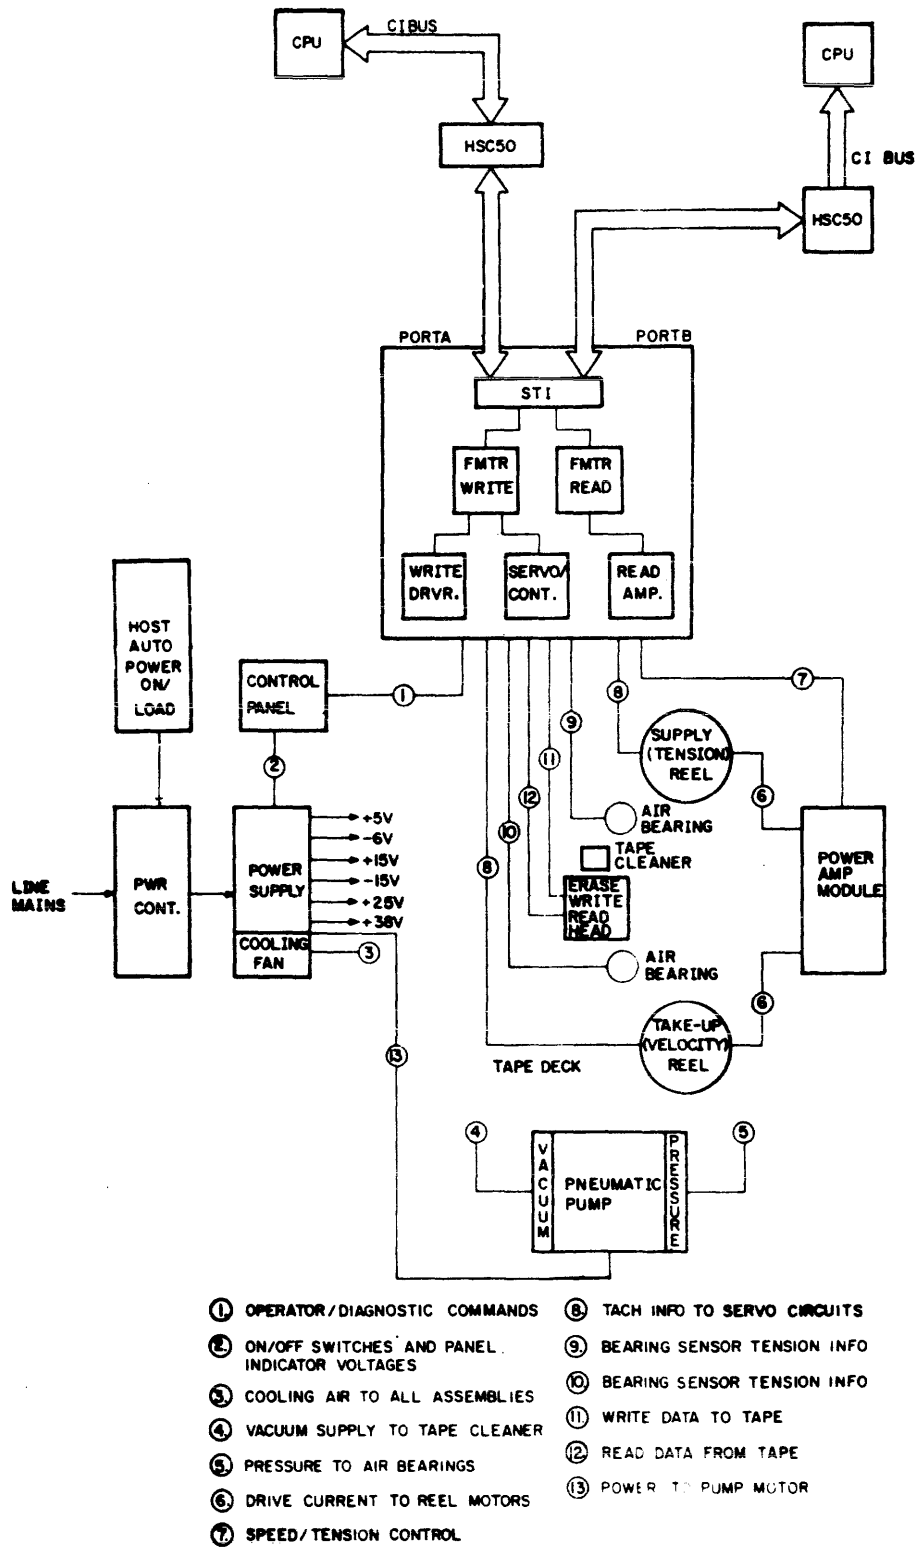 CIBUS
CPU
CPU
HSC50
CI BUS
HSC50
PORTA
PORTB
STI
FMTR
WRITE
FMTR
READ
WRITE
DRVR.
SERVO/
CONT.
READ
AMP.
HOST
AUTO
POWER
ON/
LOAD
CONTROL
PANEL
1
8
7
9
SUPPLY
(TENSION)
REEL
2
11
12
6
+5V
-6V
+15V
-15V
+25V
+38V
10
AIR
BEARING
TAPE
CLEANER
8
POWER
AMP
MODULE
LINE
MAINS
PWR
CONT.
POWER
SUPPLY
ERASE
WRITE
READ
HEAD
COOLING
FAN
3
AIR
BEARING
6
13
TAKE-UP
(VELOCITY)
REEL
TAPE DECK
4
5
VACUUM
PNEUMATIC
PUMP
PRESSURE
1. OPERATOR/DIAGNOSTIC COMMANDS
2. ON/OFF SWITCHES AND PANEL
INDICATOR VOLTAGES
3. COOLING AIR TO ALL ASSEMBLIES
4. VACUUM SUPPLY TO TAPE CLEANER
5. PRESSURE TO AIR BEARINGS
6. DRIVE CURRENT TO REEL MOTORS
7. SPEED/TENSION CONTROL
8. TACH INFO TO SERVO CIRCUITS
9. BEARING SENSOR TENSION INFO
10. BEARING SENSOR TENSION INFO
11. WRITE DATA TO TAPE
12. READ DATA FROM TAPE
13. POWER TO PUMP MOTOR